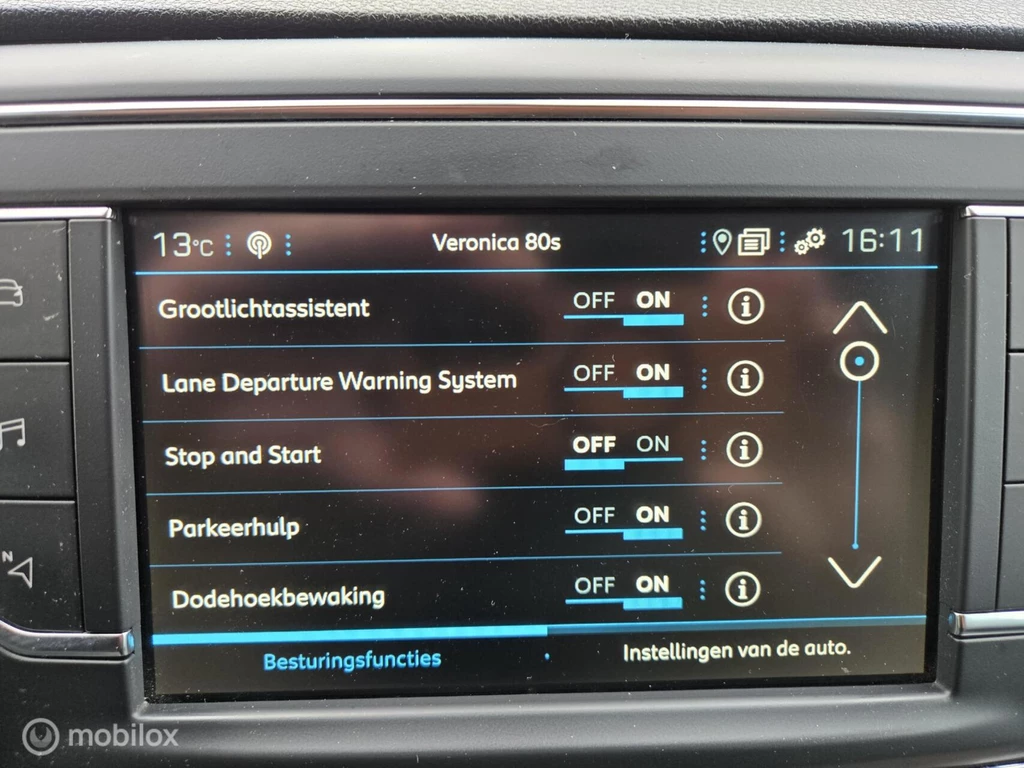 13°C Veronica 80s 16:11
Grootlichtassistent OFF ON
Lane Departure Warning System OFF ON
Stop and Start OFF ON
Parkeerhulp OFF ON
Dodehoekbewaking OFF ON
Besturingsfuncties Instellingen van de auto.
N
mobilox